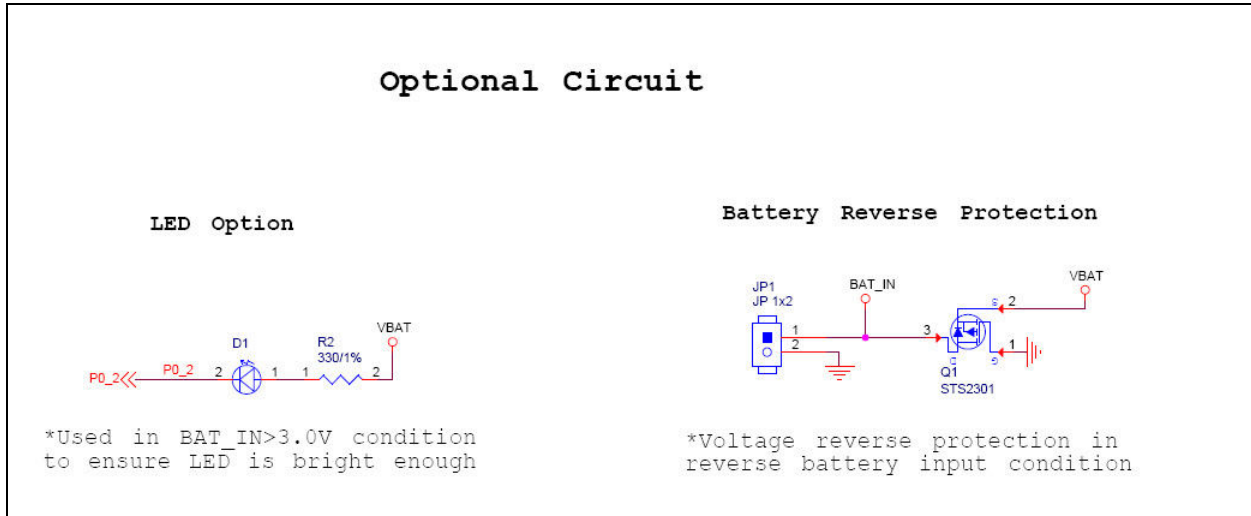 Optional Circuit
LED Option
D1
R2
330/1%
VBAT
P0_2
P0_2
2
1
1
2
*Used in BAT_IN>3.0V condition
to ensure LED is bright enough
Battery Reverse Protection
JP1
JP 1x2
BAT_IN
VBAT
1
2
3
S
2
1
D
G
Q1
STS2301
*Voltage reverse protection in
reverse battery input condition